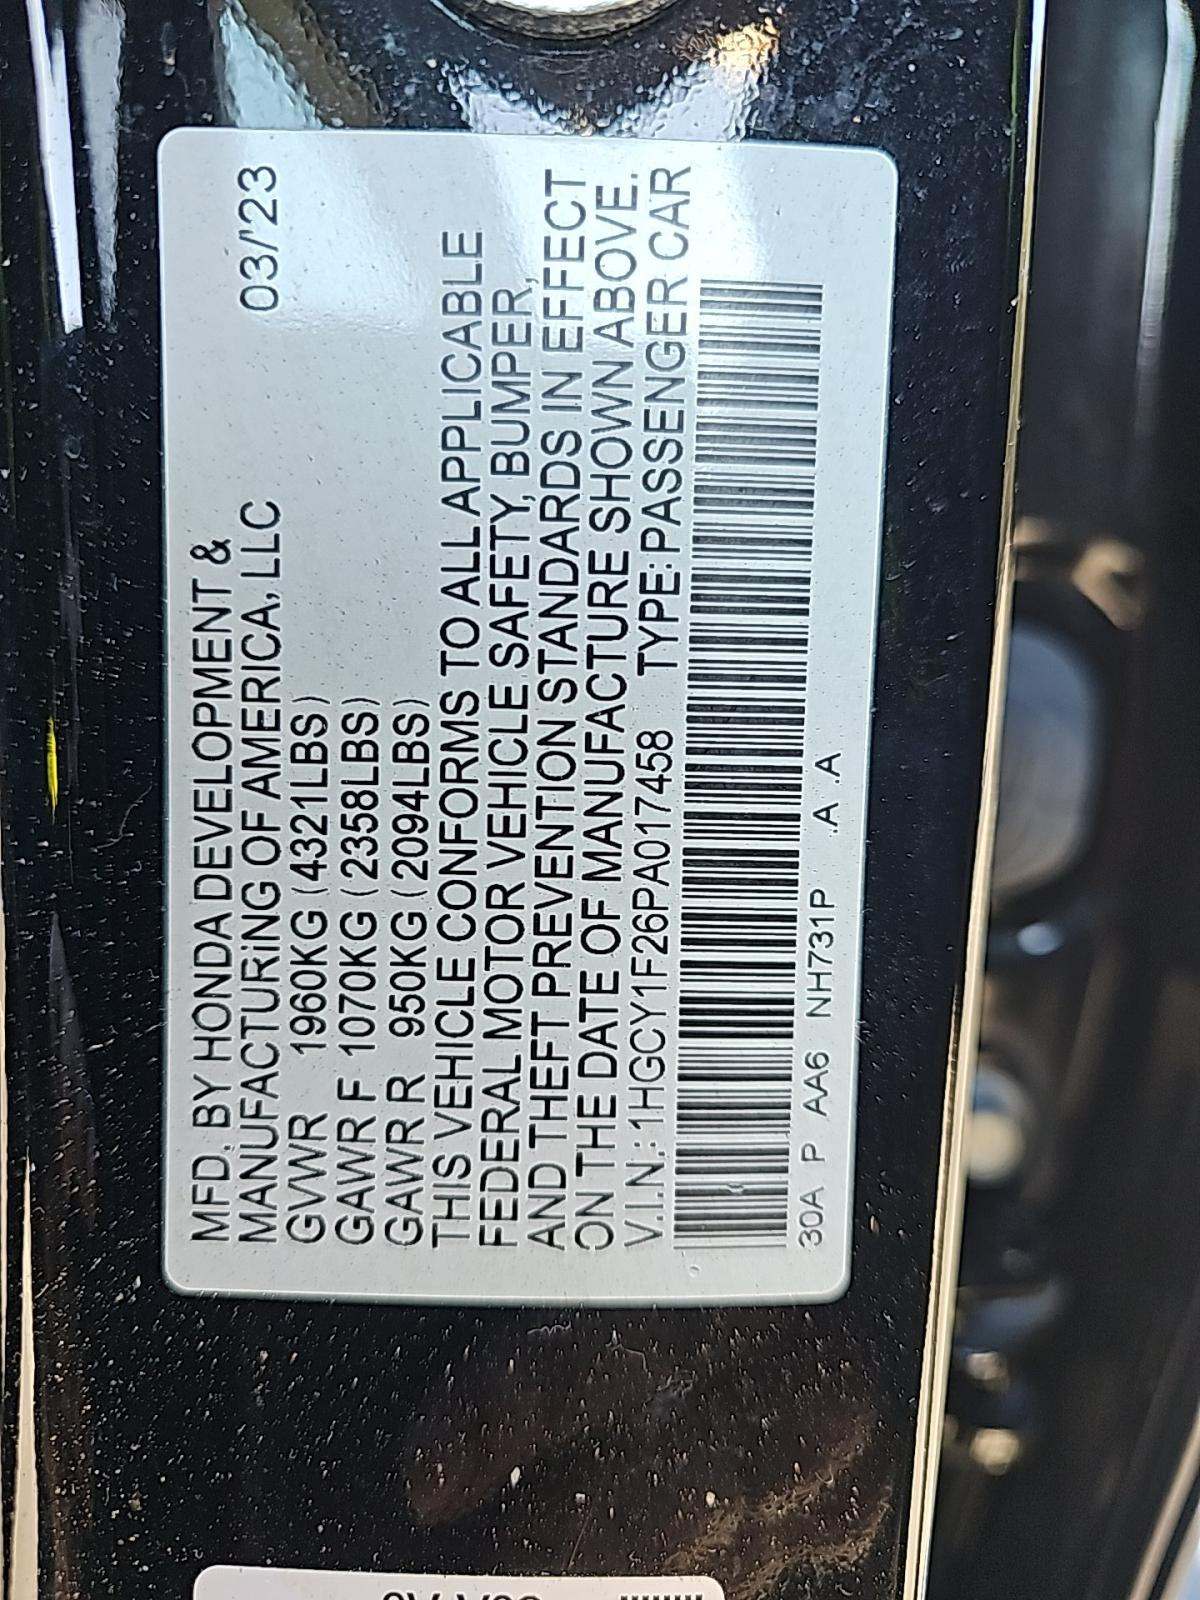 MFD. BY HONDA DEVELOPMENT &
MANUFACTURING OF AMERICA, LLC 03/'23
GVWR 1960KG (4321LBS)
GAWR F 1070KG (2358LBS)
GAWR R 950KG (2094LBS)
THIS VEHICLE CONFORMS TO ALL APPLICABLE
FEDERAL MOTOR VEHICLE SAFETY, BUMPER,
AND THEFT PREVENTION STANDARDS IN EFFECT
ON THE DATE OF MANUFACTURE SHOWN ABOVE.
V.I.N.: 1HGCY1F26PA017458 TYPE: PASSENGER CAR
30A P AA6 NH731P .A .A